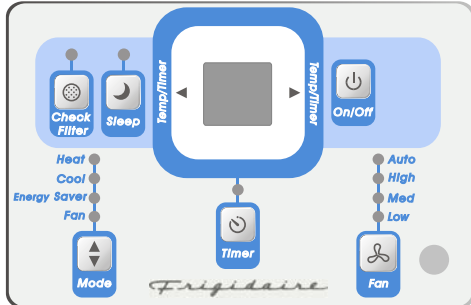 Temp/Timer
Temp/Timer
Check
Filter
Sleep
On/Off
Heat
Cool
Energy Saver
Fan
Auto
High
Med
Low
Timer
Mode
Frigidaire
Fan